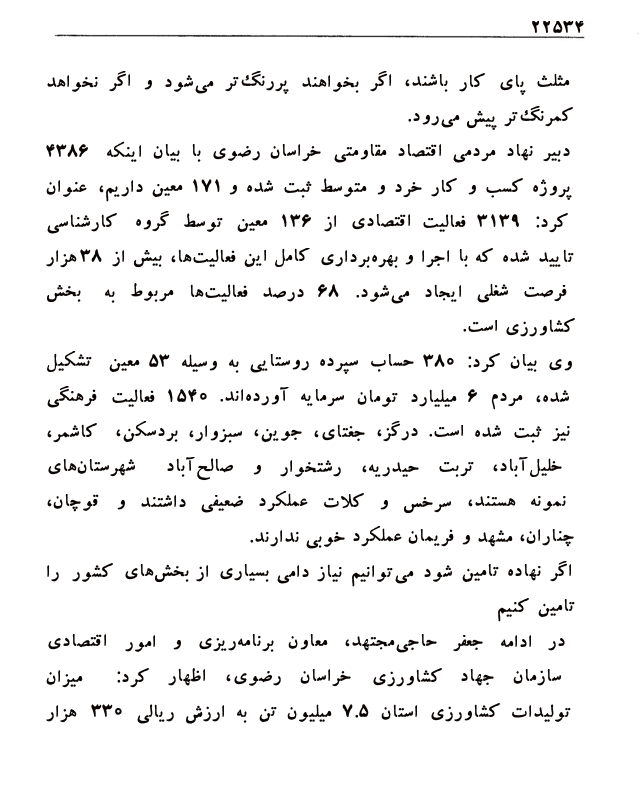 ۲۲۵۳۴
مثلث پای کار باشند، اگر بخواهند پررنگ‌تر می‌شود و اگر نخواهد
کمرنگ‌تر پیش می‌رود.
دبیر نهاد مردمی اقتصاد مقاومتی خراسان رضوی با بیان اینکه ۴۳۸۶
پروژه کسب و کار خرد و متوسط ثبت شده و ۱۷۱ معین داریم، عنوان
کرد: ۳۱۳۹ فعالیت اقتصادی از ۱۳۶ معین توسط گروه کارشناسی
تایید شده که با اجرا و بهره‌برداری کامل این فعالیت‌ها، بیش از ۳۸هزار
فرصت شغلی ایجاد می‌شود. ۶۸ درصد فعالیت‌ها مربوط به بخش
کشاورزی است.
وی بیان کرد: ۳۸۰ حساب سپرده روستایی به وسیله ۵۳ معین تشکیل
شده، مردم ۶ میلیارد تومان سرمایه آورده‌اند. ۱۵۴۰ فعالیت فرهنگی
نیز ثبت شده است. درگز، جغتای، جوین، سبزوار، بردسکن، کاشمر،
خلیل‌آباد، تربت حیدریه، رشتخوار و صالح‌آباد شهرستان‌های
نمونه هستند، سرخس و کلات عملکرد ضعیفی داشتند و قوچان،
چناران، مشهد و فریمان عملکرد خوبی ندارند.
اگر نهاده تامین شود می‌توانیم نیاز دامی بسیاری از بخش‌های کشور را
تامین کنیم
در ادامه جعفر حاجی‌مجتهد، معاون برنامه‌ریزی و امور اقتصادی
سازمان جهاد کشاورزی خراسان رضوی، اظهار کرد: میزان
تولیدات کشاورزی استان ۷.۵ میلیون تن به ارزش ریالی ۳۳۰ هزار